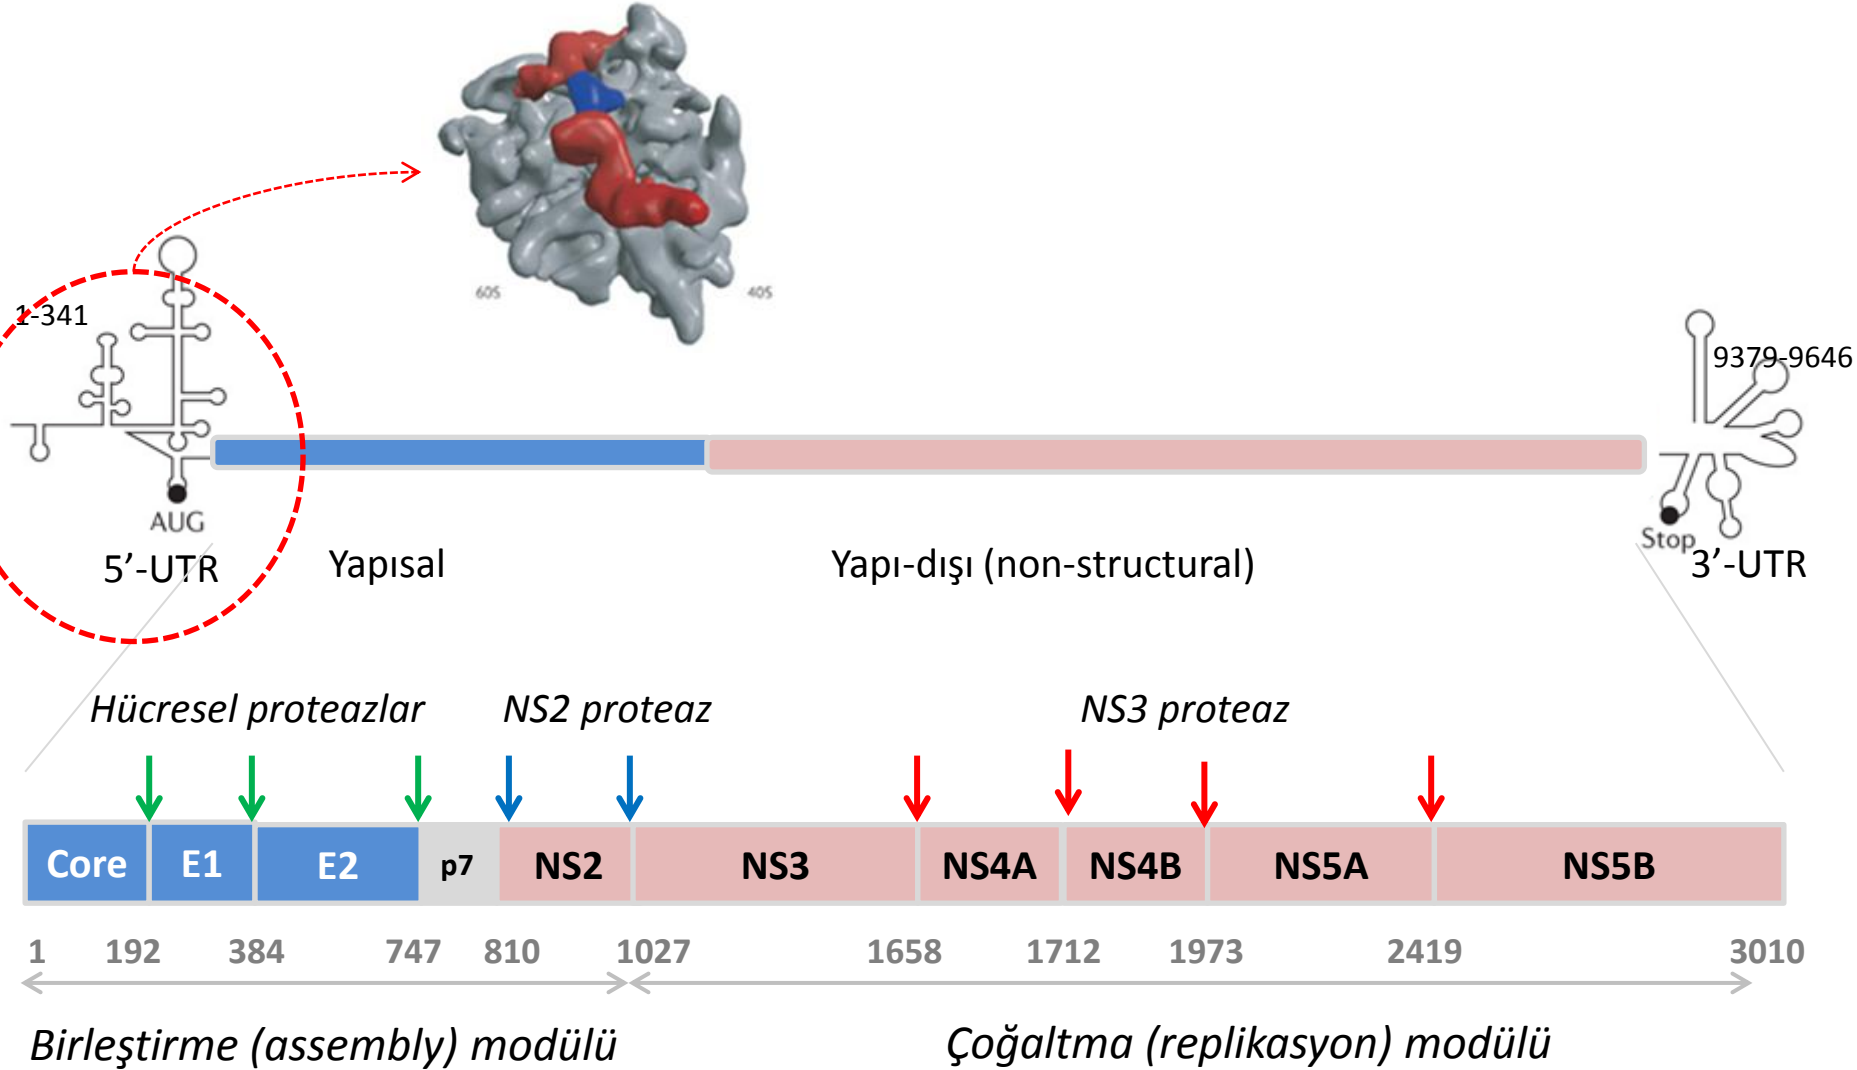 60S
40S
1-341
9379-9646
AUG
Stop
5’-UTR
Yapısal
Yapı-dışı (non-structural)
3’-UTR
Hücresel proteazlar
NS2 proteaz
NS3 proteaz
Core
E1
E2
p7
NS2
NS3
NS4A
NS4B
NS5A
NS5B
1
192
384
747
810
1027
1658
1712
1973
2419
3010
Birleştirme (assembly) modülü
Çoğaltma (replikasyon) modülü